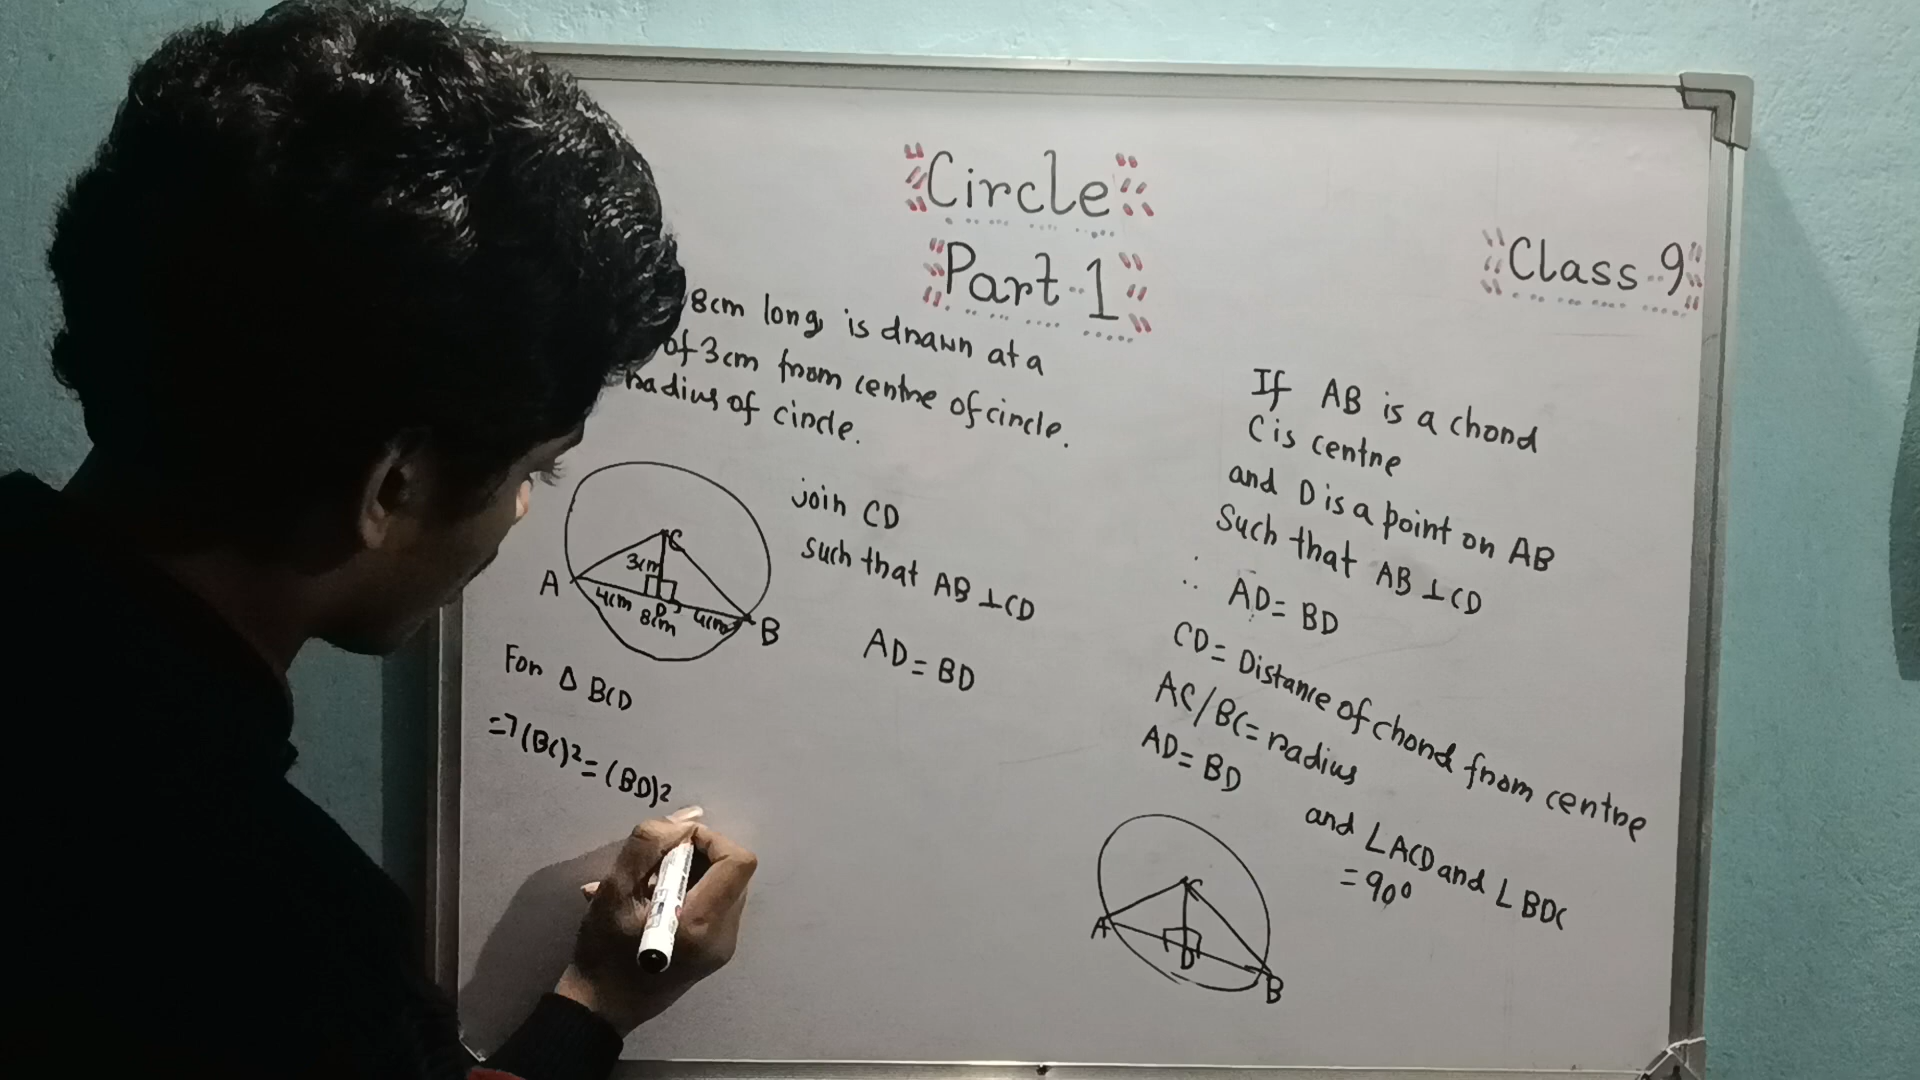 Circle
Part-1
Class-9
8cm long, is drawn at a
of 3cm from centre of circle.
radius of circle.
C
3cm
A
4cm
D
4cm
8cm
B
join CD
Such that AB⊥CD
AD=BD
For Δ BCD
=7(BC)²=(BD)²
If AB is a chord
C is centre
and D is a point on AB
Such that AB⊥CD
∴ AD=BD
CD=Distance of chord from centre
AC/BC=radius
AD=BD
and ∠ACD and ∠BDC
=90°
C
A
D
B